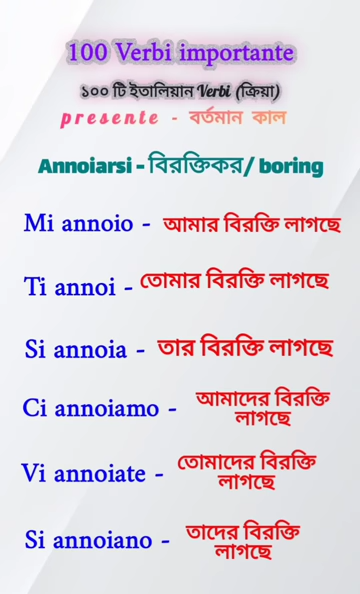 100 Verbi importante
১০০ টি ইতালিয়ান Verbi (ক্রিয়া)
presente - বর্তমান কাল
Annoiarsi - বিরক্তিকর/ boring
Mi annoio - আমার বিরক্তি লাগছে
Ti annoi - তোমার বিরক্তি লাগছে
Si annoia - তার বিরক্তি লাগছে
Ci annoiamo - আমাদের বিরক্তি
লাগছে
Vi annoiate - তোমাদের বিরক্তি
লাগছে
Si annoiano - তাদের বিরক্তি
লাগছে